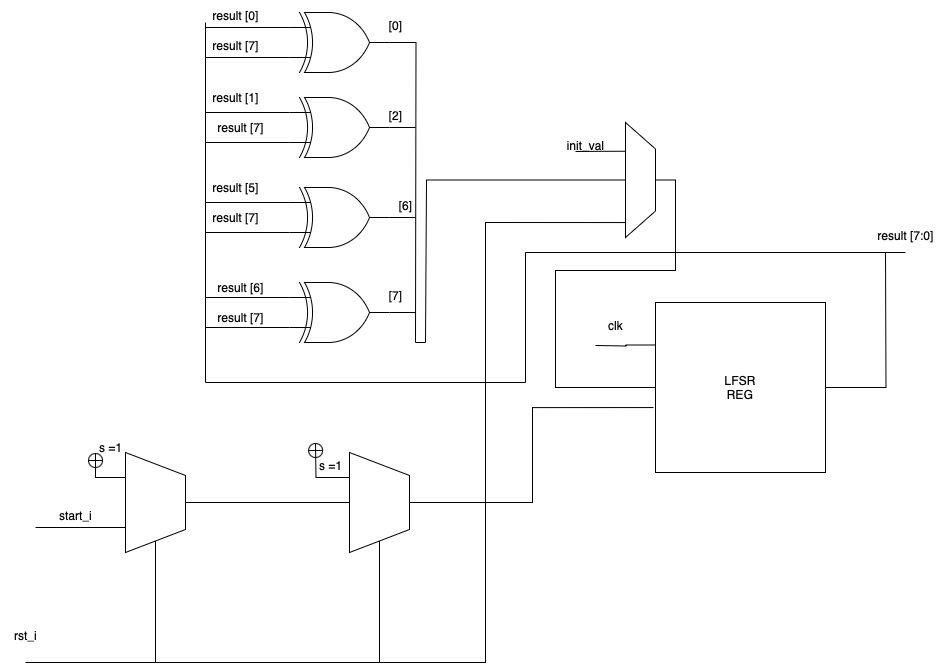 result [0]
[0]
result [7]
result [1]
[2]
result [7]
init_val
result [5]
[6]
result [7]
result [7:0]
result [6]
[7]
result [7]
clk
LFSR
REG
s =1
s =1
start_i
rst_i